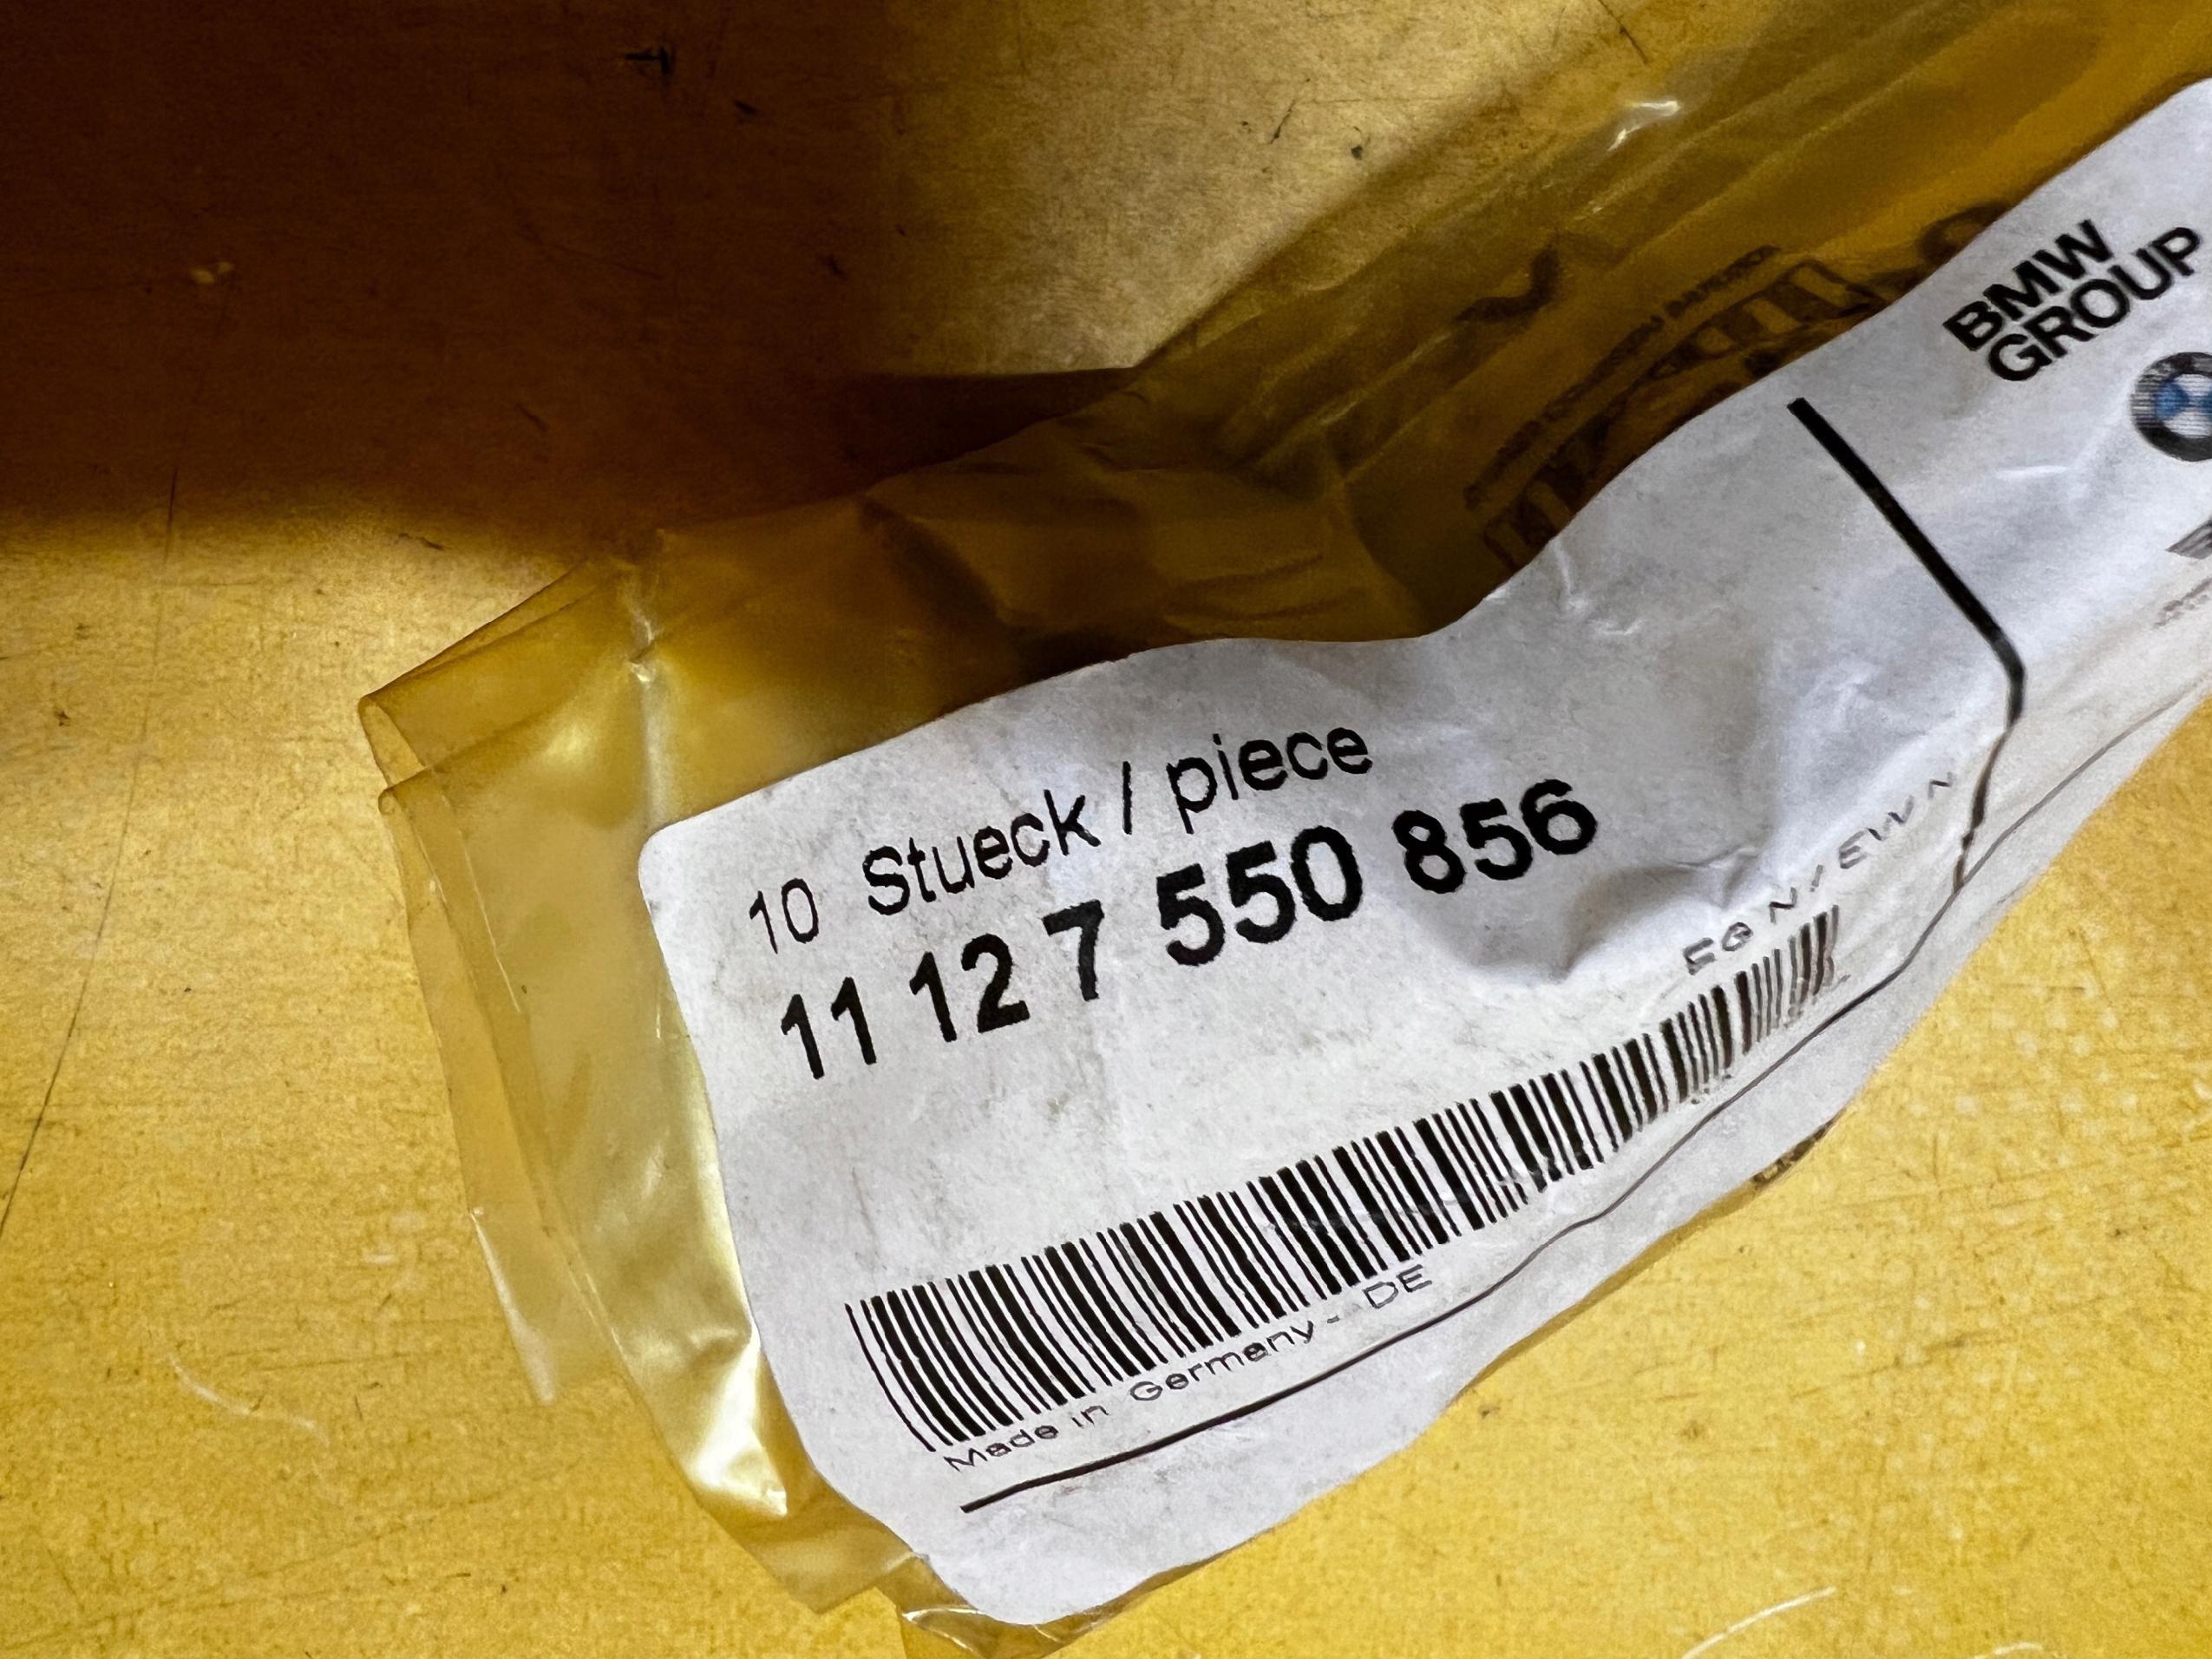 BMW
GROUP
10 Stueck / piece
11 12 7 550 856
Made in Germany - DE